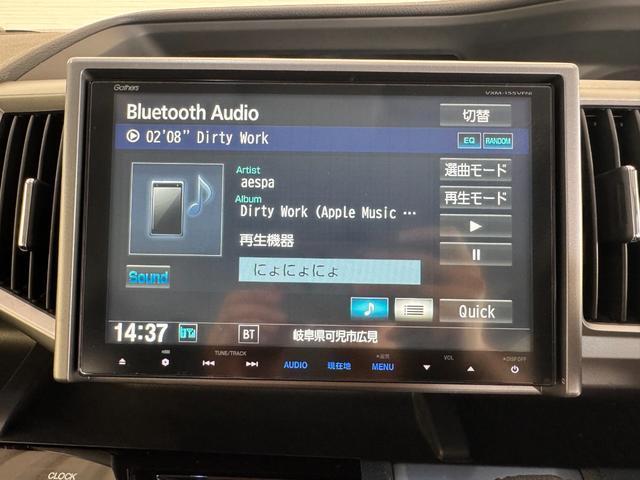 Gathers
VXM-155VFNi
Bluetooth Audio
切替
02'08" Dirty Work
EQ RANDOM
Artist
aespa
選曲モード
Album
Dirty Work (Apple Music …
再生モード
再生機器
にょにょにょ
Sound
Quick
14:37
BT
岐阜県可児市広見
TUNE/TRACK
VOL
DISP OFF
AUDIO
現在地
MENU
CLOCK